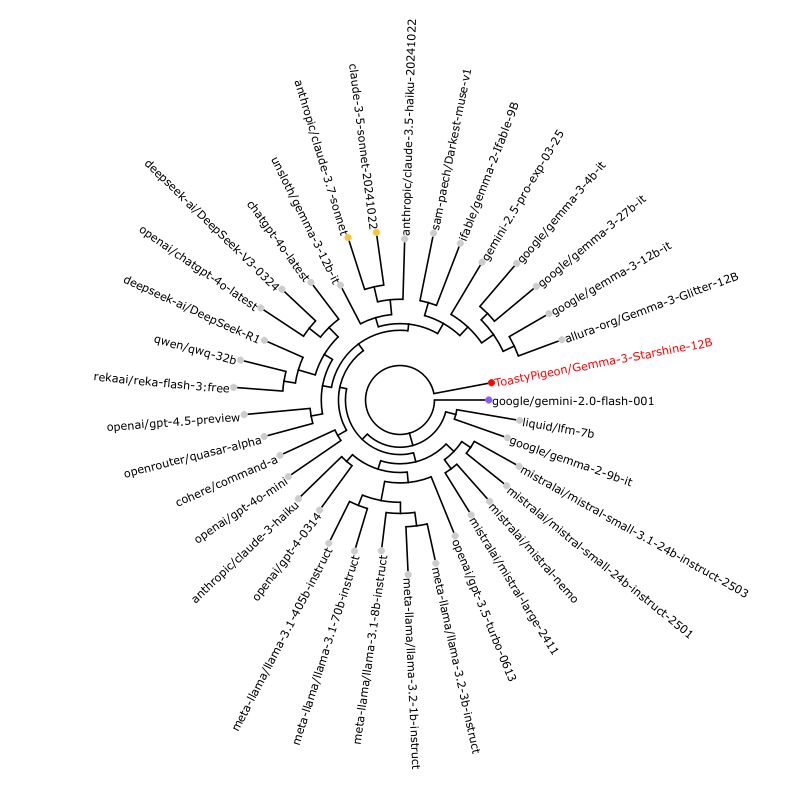 anthropic/claude-3.5-haiku-20241022
sam-paech/Darkest-muse-v1
ifable/gemma-2-Ifable-9B
gemini-2.5-pro-exp-03-25
google/gemma-3-4b-it
google/gemma-3-27b-it
google/gemma-3-12b-it
allura-org/Gemma-3-Glitter-12B
ToastyPigeon/Gemma-3-Starshine-12B
google/gemini-2.0-flash-001
liquid/lfm-7b
google/gemma-2-9b-it
mistralai/mistral-small-3.1-24b-instruct-2503
mistralai/mistral-small-24b-instruct-2501
mistralai/mistral-nemo
mistralai/mistral-large-2411
openai/gpt-3.5-turbo-0613
meta-llama/llama-3.2-3b-instruct
meta-llama/llama-3.2-1b-instruct
meta-llama/llama-3.1-8b-instruct
meta-llama/llama-3.1-70b-instruct
meta-llama/llama-3.1-405b-instruct
openai/gpt-4-0314
anthropic/claude-3-haiku
openai/gpt-4o-mini
cohere/command-a
openrouter/quasar-alpha
openai/gpt-4.5-preview
rekaai/reka-flash-3:free
qwen/qwq-32b
deepseek-ai/DeepSeek-R1
openai/chatgpt-4o-latest
deepseek-ai/DeepSeek-V3-0324
chatgpt-4o-latest
unsloth/gemma-3-12b-it
anthropic/claude-3.7-sonnet
claude-3-5-sonnet-20241022